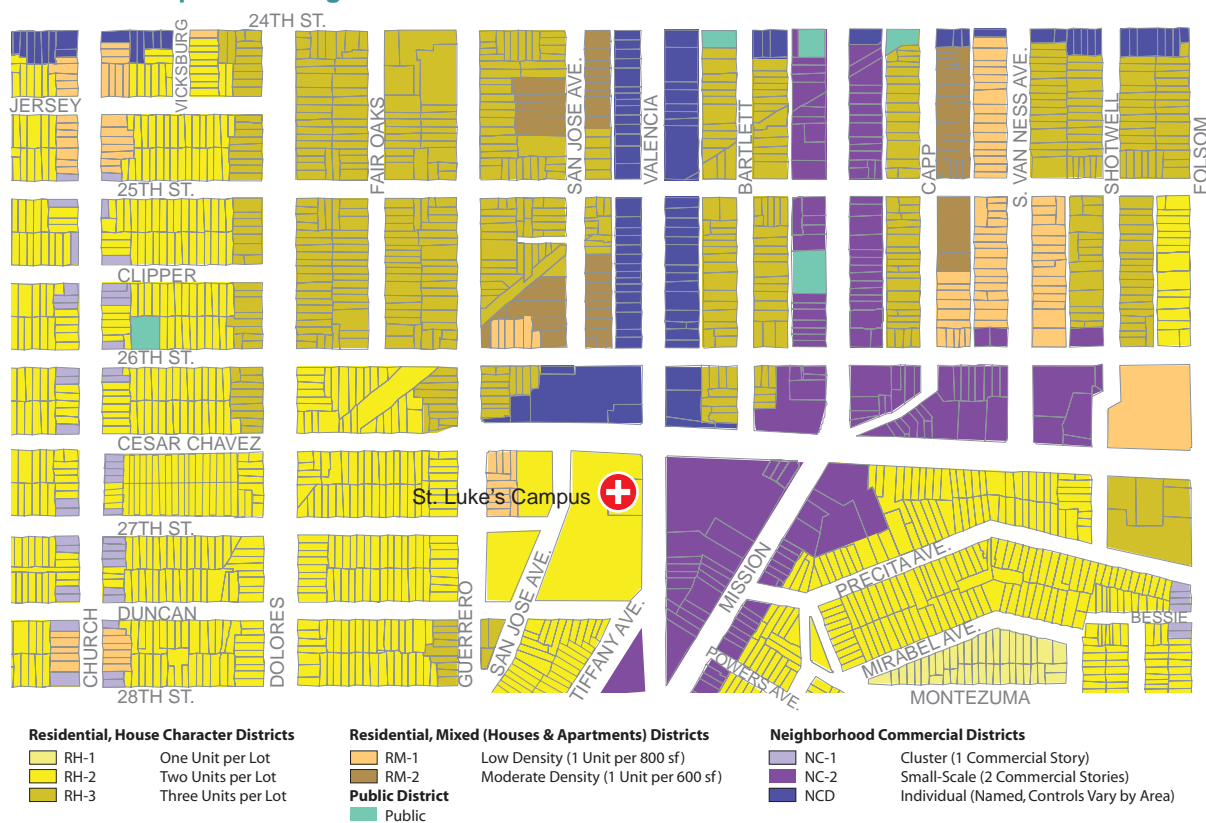 24TH ST.
VICKSBURG
JERSEY
FAIR OAKS
SAN JOSE AVE.
VALENCIA
BARTLETT
CAPP
S. VAN NESS AVE.
SHOTWELL
FOLSOM
25TH ST.
CLIPPER
26TH ST.
CESAR CHAVEZ
St. Luke's Campus
27TH ST.
DUNCAN
CHURCH
DOLORES
GUERRERO
SAN JOSE AVE.
TIFFANY AVE.
MISSION
POWERS AVE.
PRECITA AVE.
MIRABEL AVE.
BESSIE
28TH ST.
MONTEZUMA
Residential, House Character Districts
RH-1 One Unit per Lot
RH-2 Two Units per Lot
RH-3 Three Units per Lot
Residential, Mixed (Houses & Apartments) Districts
RM-1 Low Density (1 Unit per 800 sf)
RM-2 Moderate Density (1 Unit per 600 sf)
Public District
Public
Neighborhood Commercial Districts
NC-1 Cluster (1 Commercial Story)
NC-2 Small-Scale (2 Commercial Stories)
NCD Individual (Named, Controls Vary by Area)